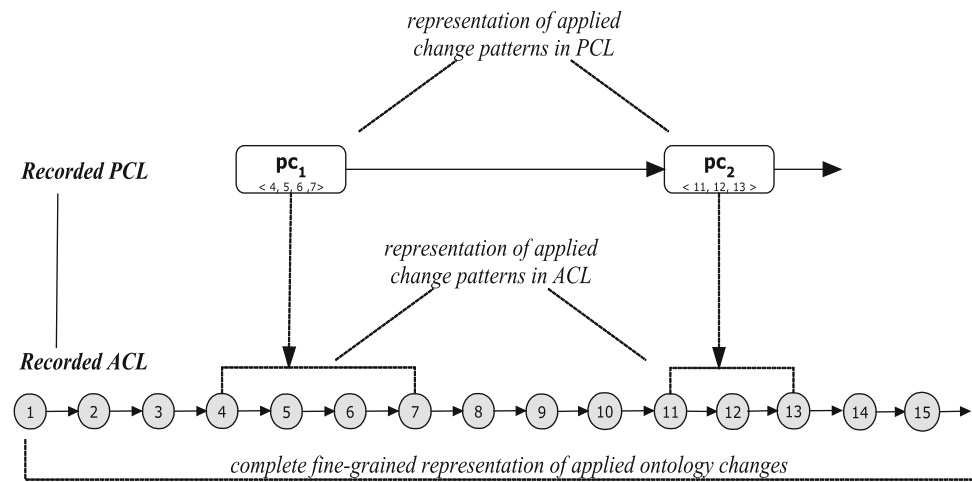 representation of applied
change patterns in PCL
Recorded PCL
pc1
< 4, 5, 6 ,7>
pc2
< 11, 12, 13 >
representation of applied
change patterns in ACL
Recorded ACL
1 2 3 4 5 6 7 8 9 10 11 12 13 14 15
complete fine-grained representation of applied ontology changes